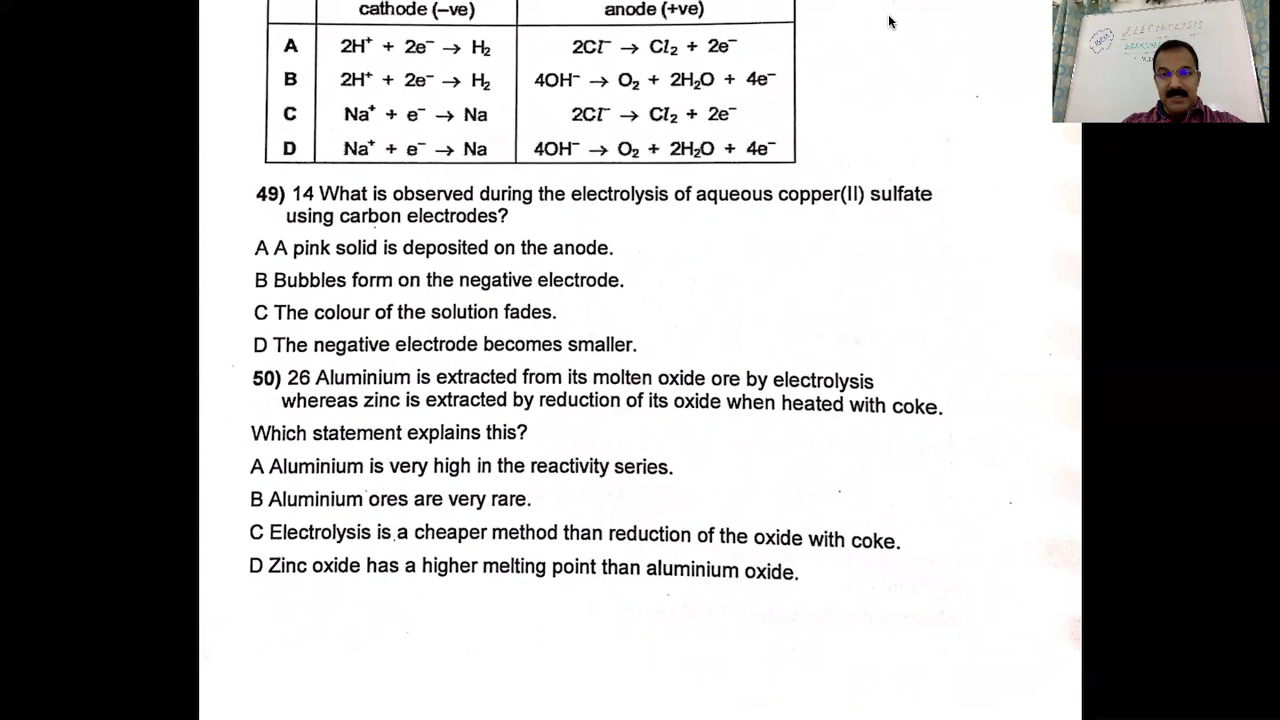 cathode (–ve) anode (+ve)
A 2H⁺ + 2e⁻ → H₂ 2Cl⁻ → Cl₂ + 2e⁻
B 2H⁺ + 2e⁻ → H₂ 4OH⁻ → O₂ + 2H₂O + 4e⁻
C Na⁺ + e⁻ → Na 2Cl⁻ → Cl₂ + 2e⁻
D Na⁺ + e⁻ → Na 4OH⁻ → O₂ + 2H₂O + 4e⁻
49) 14 What is observed during the electrolysis of aqueous copper(II) sulfate
using carbon electrodes?
A A pink solid is deposited on the anode.
B Bubbles form on the negative electrode.
C The colour of the solution fades.
D The negative electrode becomes smaller.
50) 26 Aluminium is extracted from its molten oxide ore by electrolysis
whereas zinc is extracted by reduction of its oxide when heated with coke.
Which statement explains this?
A Aluminium is very high in the reactivity series.
B Aluminium ores are very rare.
C Electrolysis is a cheaper method than reduction of the oxide with coke.
D Zinc oxide has a higher melting point than aluminium oxide.
ELECTROLYSIS